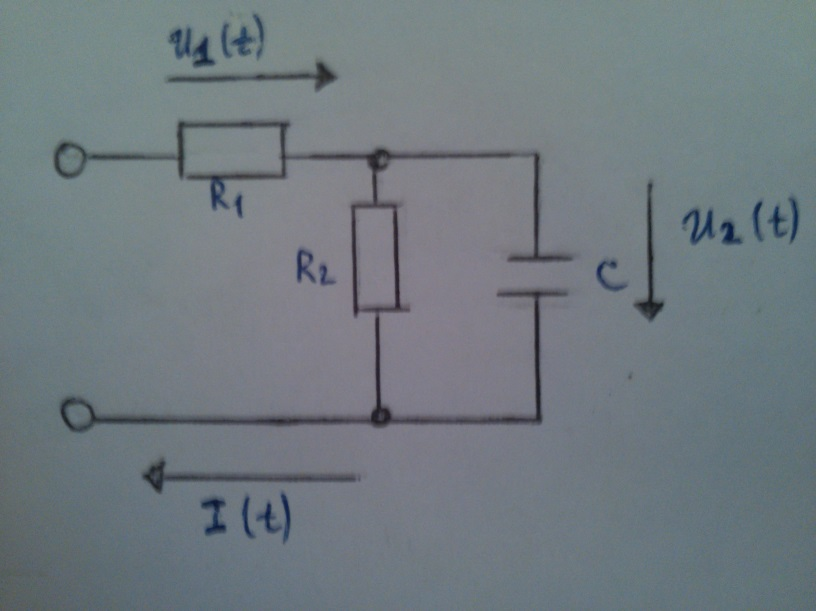 u1(t)
R1
R2
C
u2(t)
I(t)